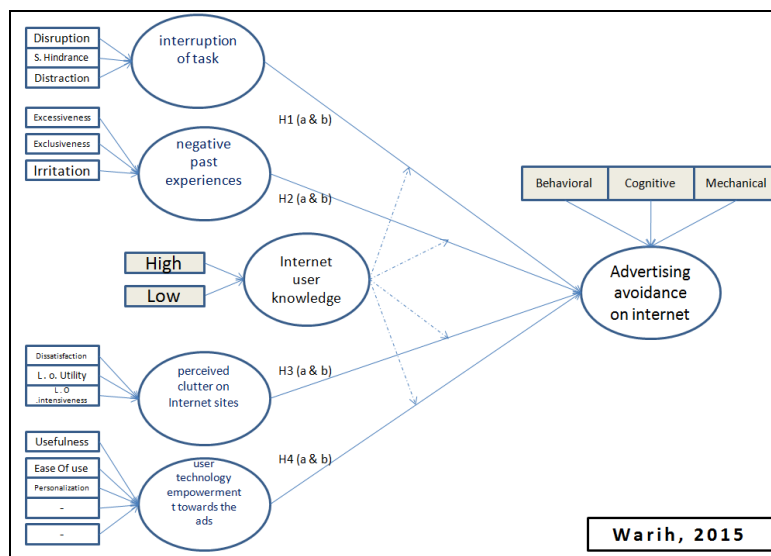 Disruption
S. Hindrance
Distraction
interruption
of task
H1 (a & b)
Excessiveness
Exclusiveness
Irritation
negative
past
experiences
H2 (a & b)
Behavioral
Cognitive
Mechanical
High
Low
Internet
user
knowledge
Advertising
avoidance
on internet
Dissatisfaction
L . o. Utility
L . O
.intensiveness
perceived
clutter on
Internet sites
H3 (a & b)
Usefulness
Ease Of use
Personalization
-
-
user
technology
empowermen
t towards the
ads
H4 (a & b)
Warih, 2015